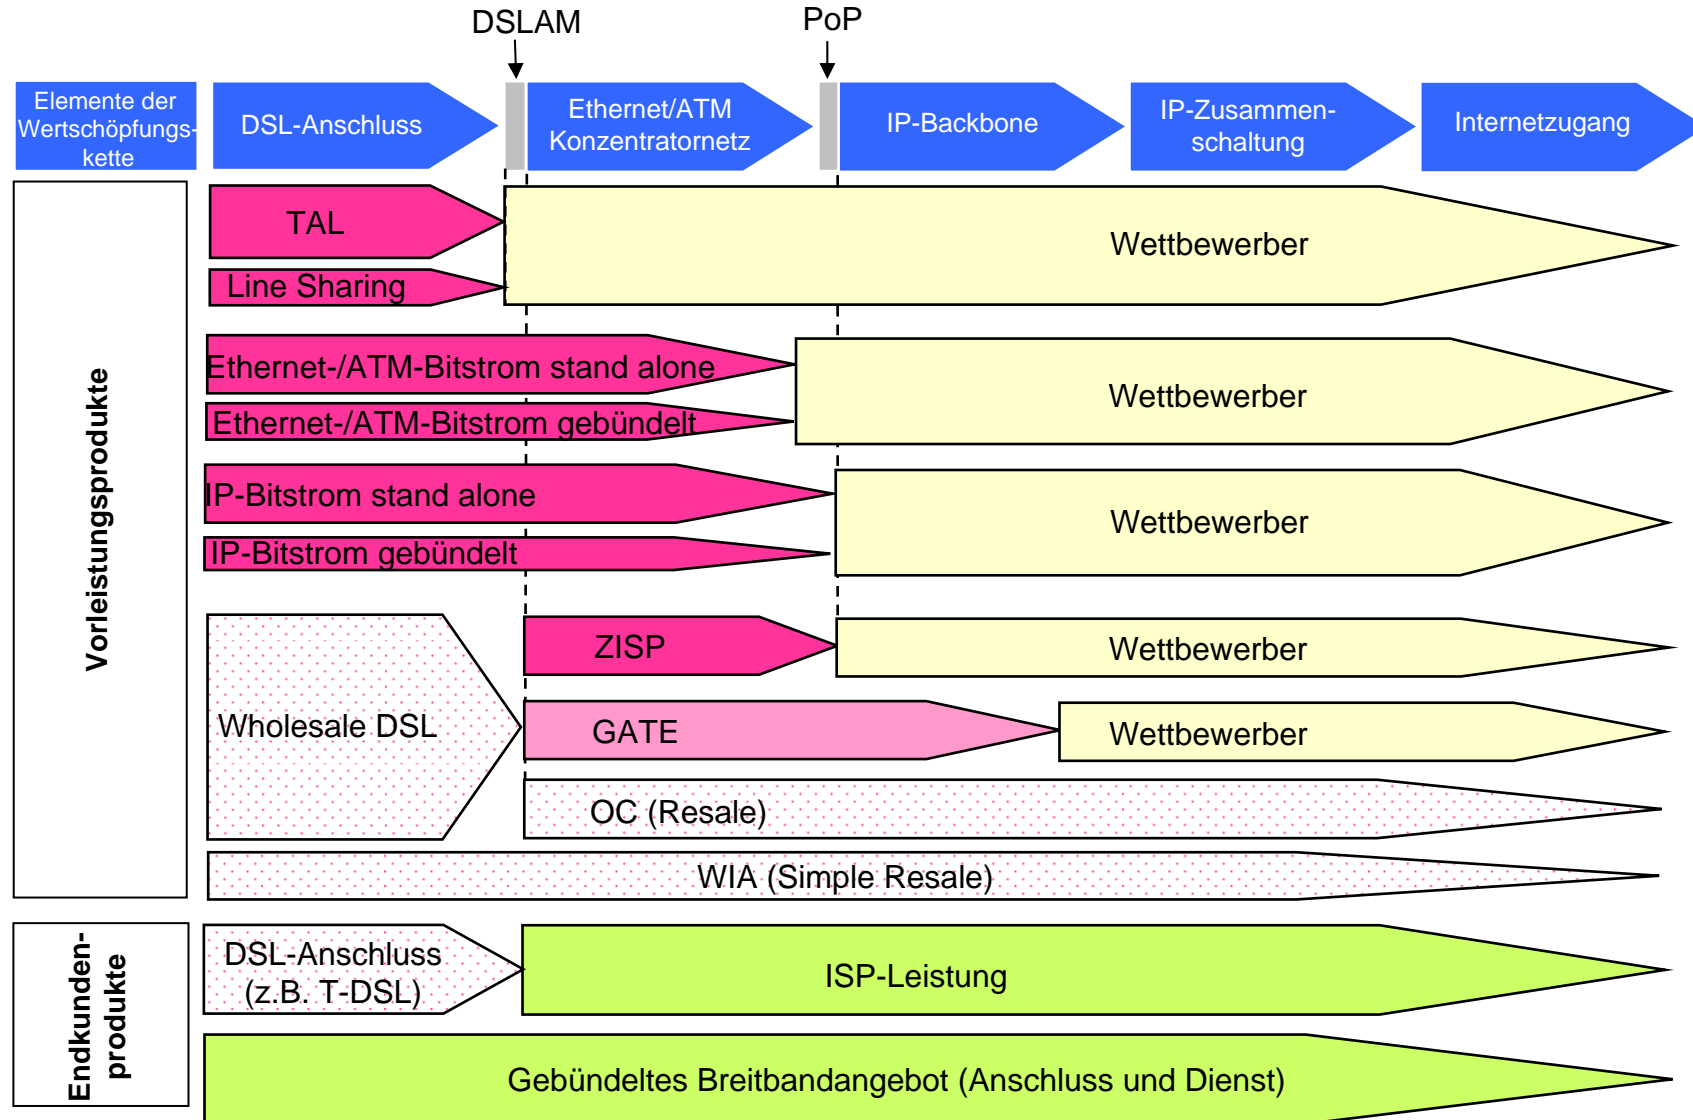 DSLAM
PoP
Elemente der
Wertschöpfungs-
kette
DSL-Anschluss
Ethernet/ATM
Konzentratornetz
IP-Backbone
IP-Zusammen-
schaltung
Internetzugang
Vorleistungsprodukte
TAL
Wettbewerber
Line Sharing
Ethernet-/ATM-Bitstrom stand alone
Wettbewerber
Ethernet-/ATM-Bitstrom gebündelt
IP-Bitstrom stand alone
Wettbewerber
IP-Bitstrom gebündelt
Wholesale DSL
ZISP
Wettbewerber
GATE
Wettbewerber
OC (Resale)
WIA (Simple Resale)
Endkunden-
produkte
DSL-Anschluss
(z.B. T-DSL)
ISP-Leistung
Gebündeltes Breitbandangebot (Anschluss und Dienst)